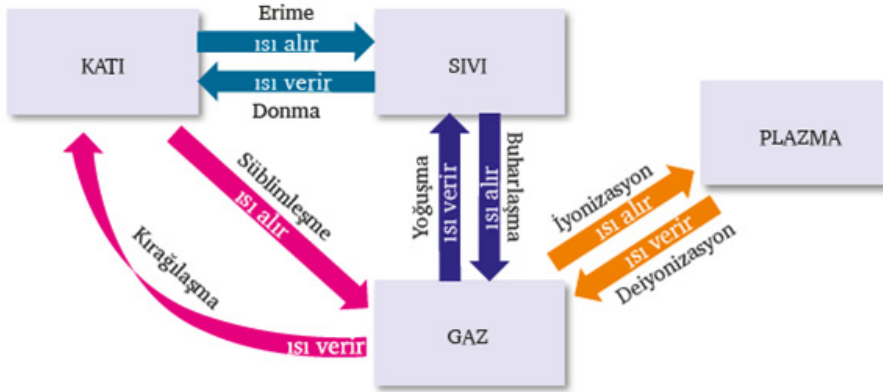 Erime
ısı alır
KATI
SIVI
ısı verir
Donma
PLAZMA
Süblimleşme
ısı alır
Kırağılaşma
ısı verir
Yoğuşma
ısı verir
Buharlaşma
ısı alır
İyonizasyon
ısı alır
ısı verir
Deiyonizasyon
GAZ